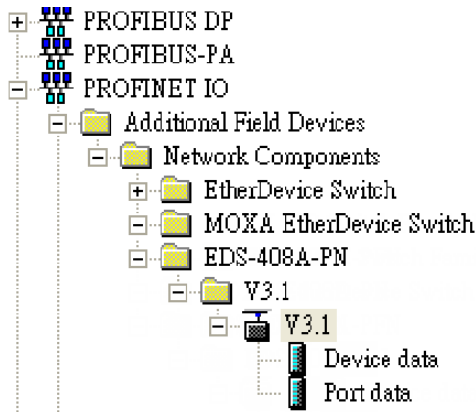 PROFIBUS DP
PROFIBUS-PA
PROFINET IO
Additional Field Devices
Network Components
EtherDevice Switch
MOXA EtherDevice Switch
EDS-408A-PN
V3.1
V3.1
Device data
Port data